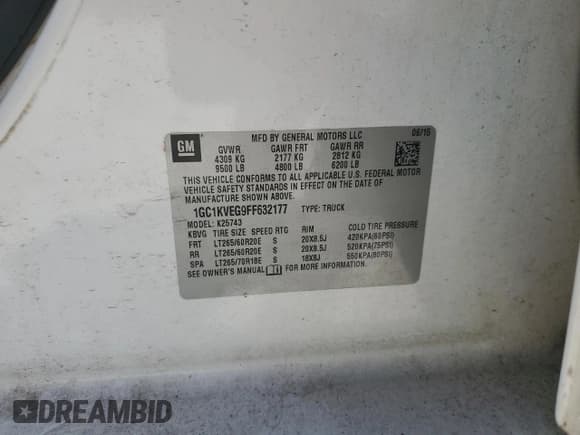 GM
MFD BY GENERAL MOTORS LLC 06/15
GVWR GAWR FRT GAWR RR
4309 KG 2177 KG 2812 KG
9500 LB 4800 LB 6200 LB
THIS VEHICLE CONFORMS TO ALL APPLICABLE U.S. FEDERAL MOTOR
VEHICLE SAFETY STANDARDS IN EFFECT ON THE DATE OF
MANUFACTURE SHOWN ABOVE.
1GC1KVEG9FF632177 TYPE: TRUCK
MODEL: K25743
KBVG TIRE SIZE SPEED RTG RIM COLD TIRE PRESSURE
FRT LT265/60R20E S 20X8.5J 420KPA(60PSI)
RR LT265/60R20E S 20X8.5J 520KPA(75PSI)
SPA LT265/70R18E S 18X8J 550KPA(80PSI)
SEE OWNER'S MANUAL FOR MORE INFORMATION.
DREAMBID